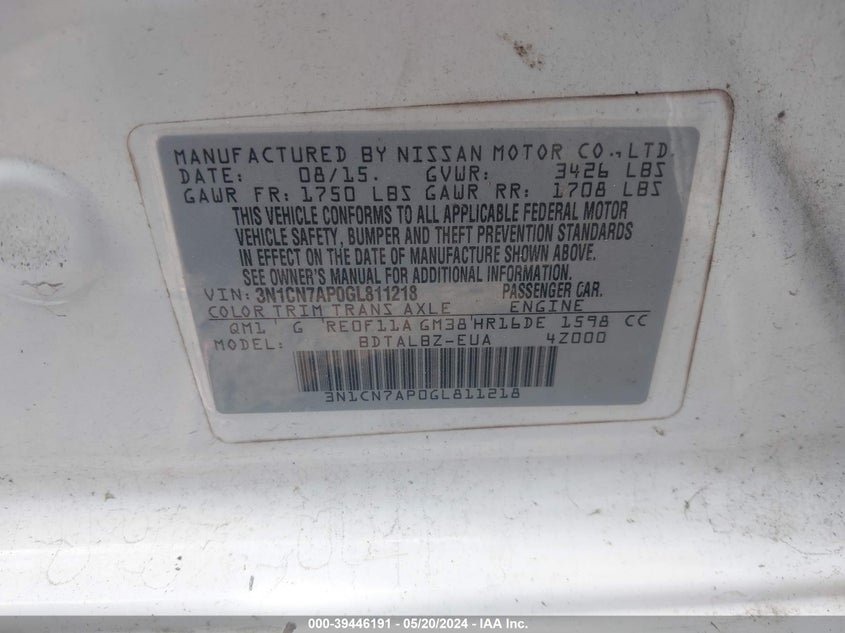 MANUFACTURED BY NISSAN MOTOR CO., LTD.
DATE: 08/15. GVWR: 3426 LBS
GAWR FR: 1750 LBS GAWR RR: 1708 LBS
THIS VEHICLE CONFORMS TO ALL APPLICABLE FEDERAL MOTOR
VEHICLE SAFETY, BUMPER AND THEFT PREVENTION STANDARDS
IN EFFECT ON THE DATE OF MANUFACTURE SHOWN ABOVE.
SEE OWNER'S MANUAL FOR ADDITIONAL INFORMATION.
VIN: 3N1CN7AP0GL811218 PASSENGER CAR.
COLOR TRIM TRANS AXLE ENGINE
QM1 G RE0F11A GM38 HR16DE 1598 CC
MODEL: BDTALBZ-EUA 4Z000
3N1CN7AP0GL811218
000-39446191 - 05/20/2024 - IAA Inc.